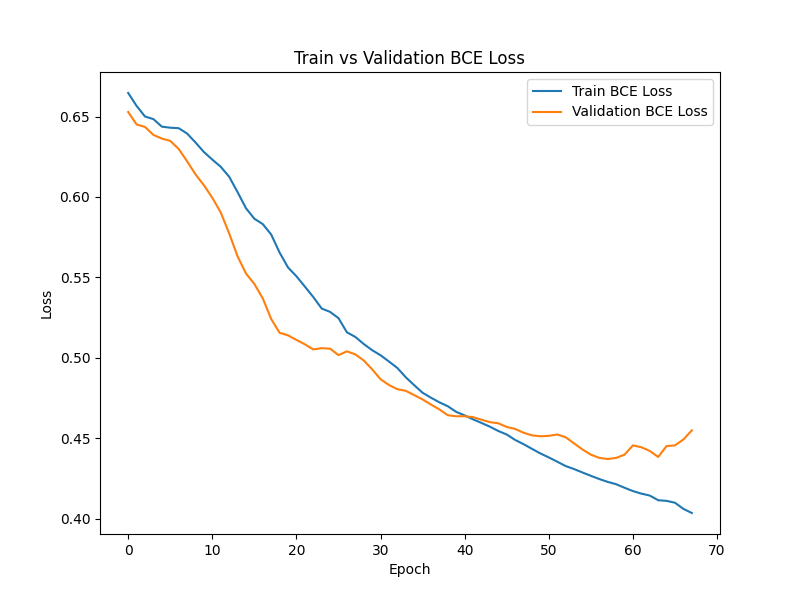 Train vs Validation BCE Loss
Train BCE Loss
Validation BCE Loss
0.65
0.60
0.55
0.50
0.45
0.40
Loss
0 10 20 30 40 50 60 70
Epoch